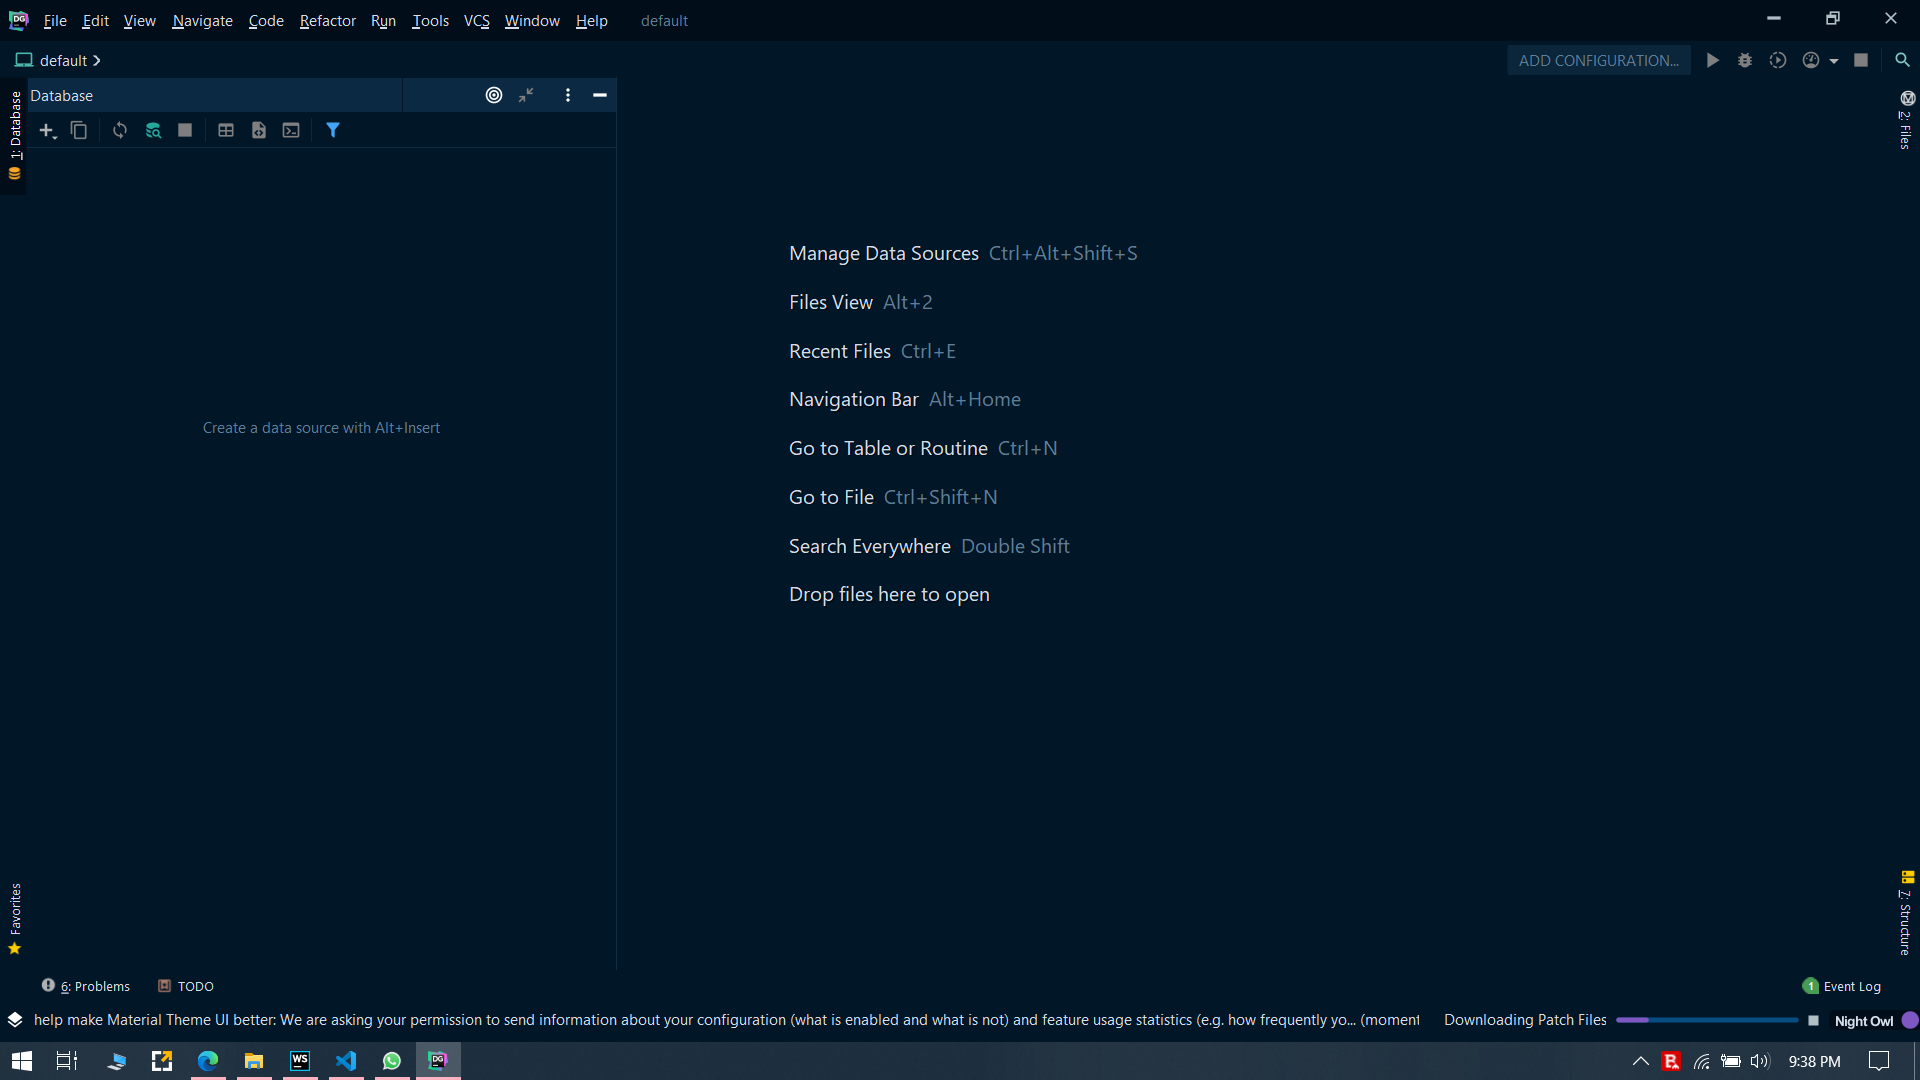 File Edit View Navigate Code Refactor Run Tools VCS Window Help default
default
ADD CONFIGURATION...
Database
1: Database
2: Files
Manage Data Sources Ctrl+Alt+Shift+S
Files View Alt+2
Recent Files Ctrl+E
Navigation Bar Alt+Home
Create a data source with Alt+Insert
Go to Table or Routine Ctrl+N
Go to File Ctrl+Shift+N
Search Everywhere Double Shift
Drop files here to open
Favorites
7: Structure
6: Problems TODO
1 Event Log
help make Material Theme UI better: We are asking your permission to send information about your configuration (what is enabled and what is not) and feature usage statistics (e.g. how frequently yo... (moment
Downloading Patch Files
Night Owl
WS
DG
9:38 PM